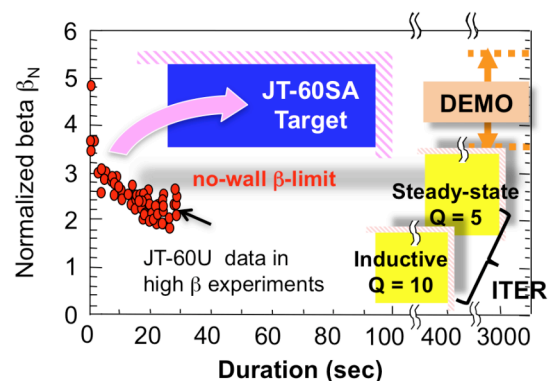 Normalized beta βN
6
5
4
3
2
1
0
JT-60SA
Target
DEMO
no-wall β-limit
Steady-state
Q = 5
JT-60U data in
high β experiments
Inductive
Q = 10
ITER
0
20
40
60
80
100
400
3000
Duration (sec)